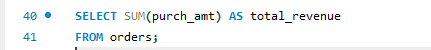 40 SELECT SUM(purch_amt) AS total_revenue
41 FROM orders;